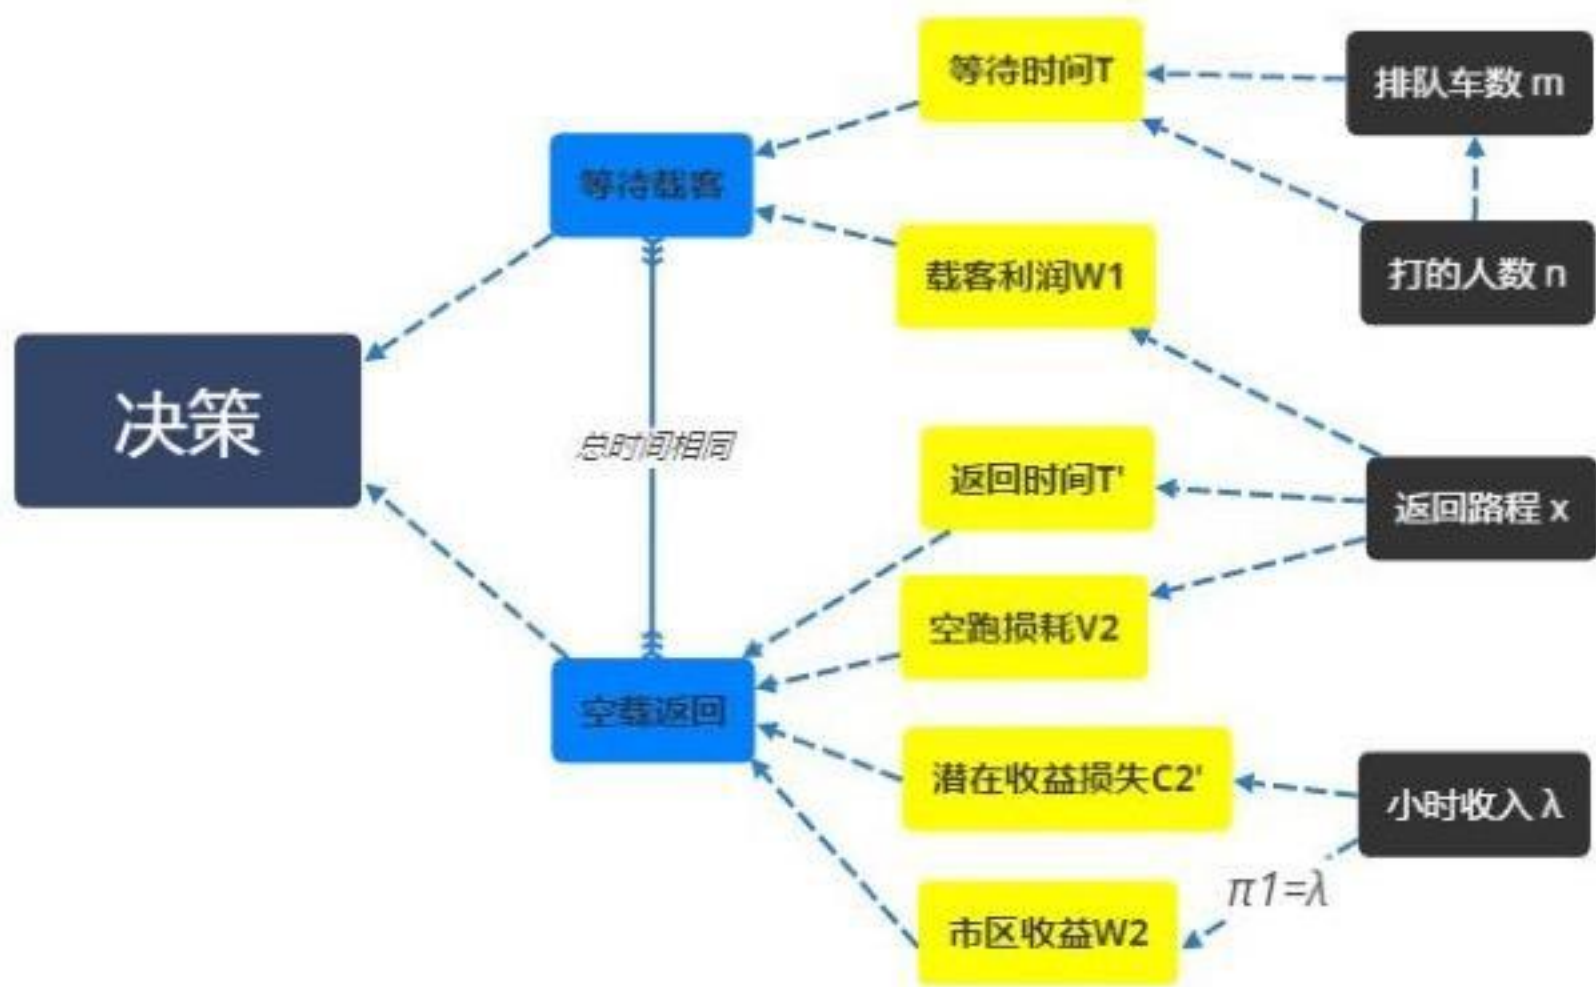 等待时间T
排队车数 m
等待载客
载客利润W1
打的人数 n
决策
总时间相同
返回时间T'
返回路程 x
空跑损耗V2
空载返回
潜在收益损失C2'
小时收入 λ
π1=λ
市区收益W2